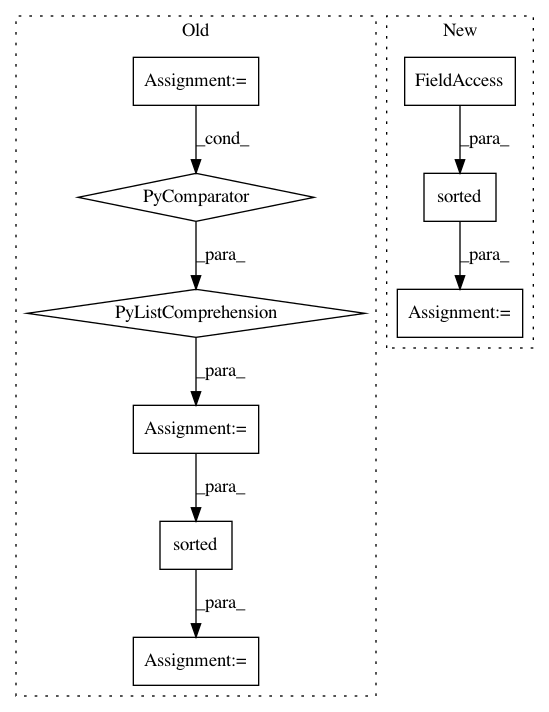 Old
Assignment:=
_cond_
PyComparator
_para_
PyListComprehension
_para_
Assignment:=
_para_
sorted
_para_
Assignment:=
New
FieldAccess
_para_
sorted
_para_
Assignment:=